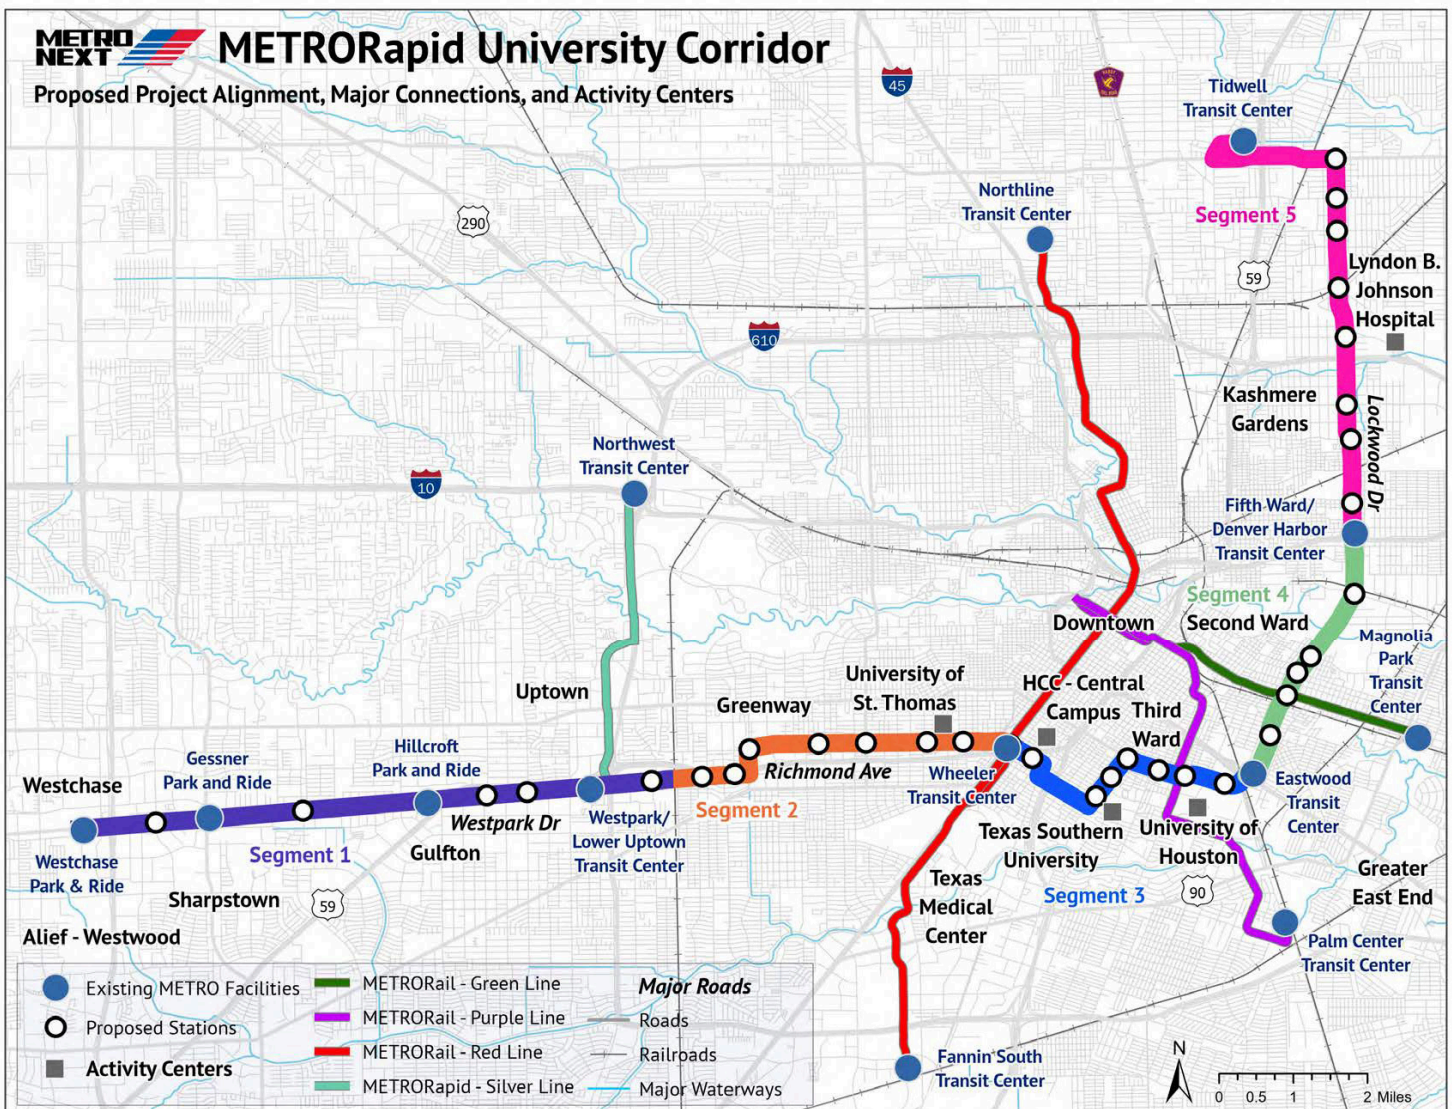 METRO
NEXT
METRORapid University Corridor
Proposed Project Alignment, Major Connections, and Activity Centers
45
Tidwell
Transit Center
Northline
Transit Center
290
Segment 5
59
Lyndon B.
Johnson
Hospital
610
Kashmere
Gardens
Lockwood Dr
Northwest
Transit Center
10
Fifth Ward/
Denver Harbor
Transit Center
Segment 4
Downtown
Second Ward
Magnolia
Park
Transit
Center
Uptown
University of
St. Thomas
Greenway
HCC - Central
Campus
Third
Ward
Gessner
Park and Ride
Hillcroft
Park and Ride
Westchase
Richmond Ave
Wheeler
Transit Center
Eastwood
Transit
Center
Segment 2
Westpark Dr
Westpark/
Lower Uptown
Transit Center
Westchase
Park & Ride
Segment 1
Gulfton
Texas Southern
University
University of
Houston
Segment 3
90
Greater
East End
Sharpstown
59
Texas
Medical
Center
Alief - Westwood
Palm Center
Transit Center
Fannin South
Transit Center
Existing METRO Facilities
Proposed Stations
Activity Centers
METRORail - Green Line
METRORail - Purple Line
METRORail - Red Line
METRORapid - Silver Line
Major Roads
Roads
Railroads
Major Waterways
N
0 0.5 1 2 Miles